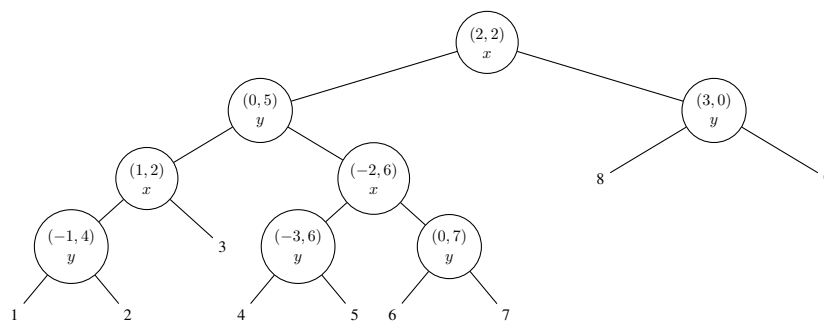 (2, 2)
x
(0, 5)
y
(3, 0)
y
(1, 2)
x
(−2, 6)
x
8
(−1, 4)
y
3
(−3, 6)
y
(0, 7)
y
1
2
4
5
6
7